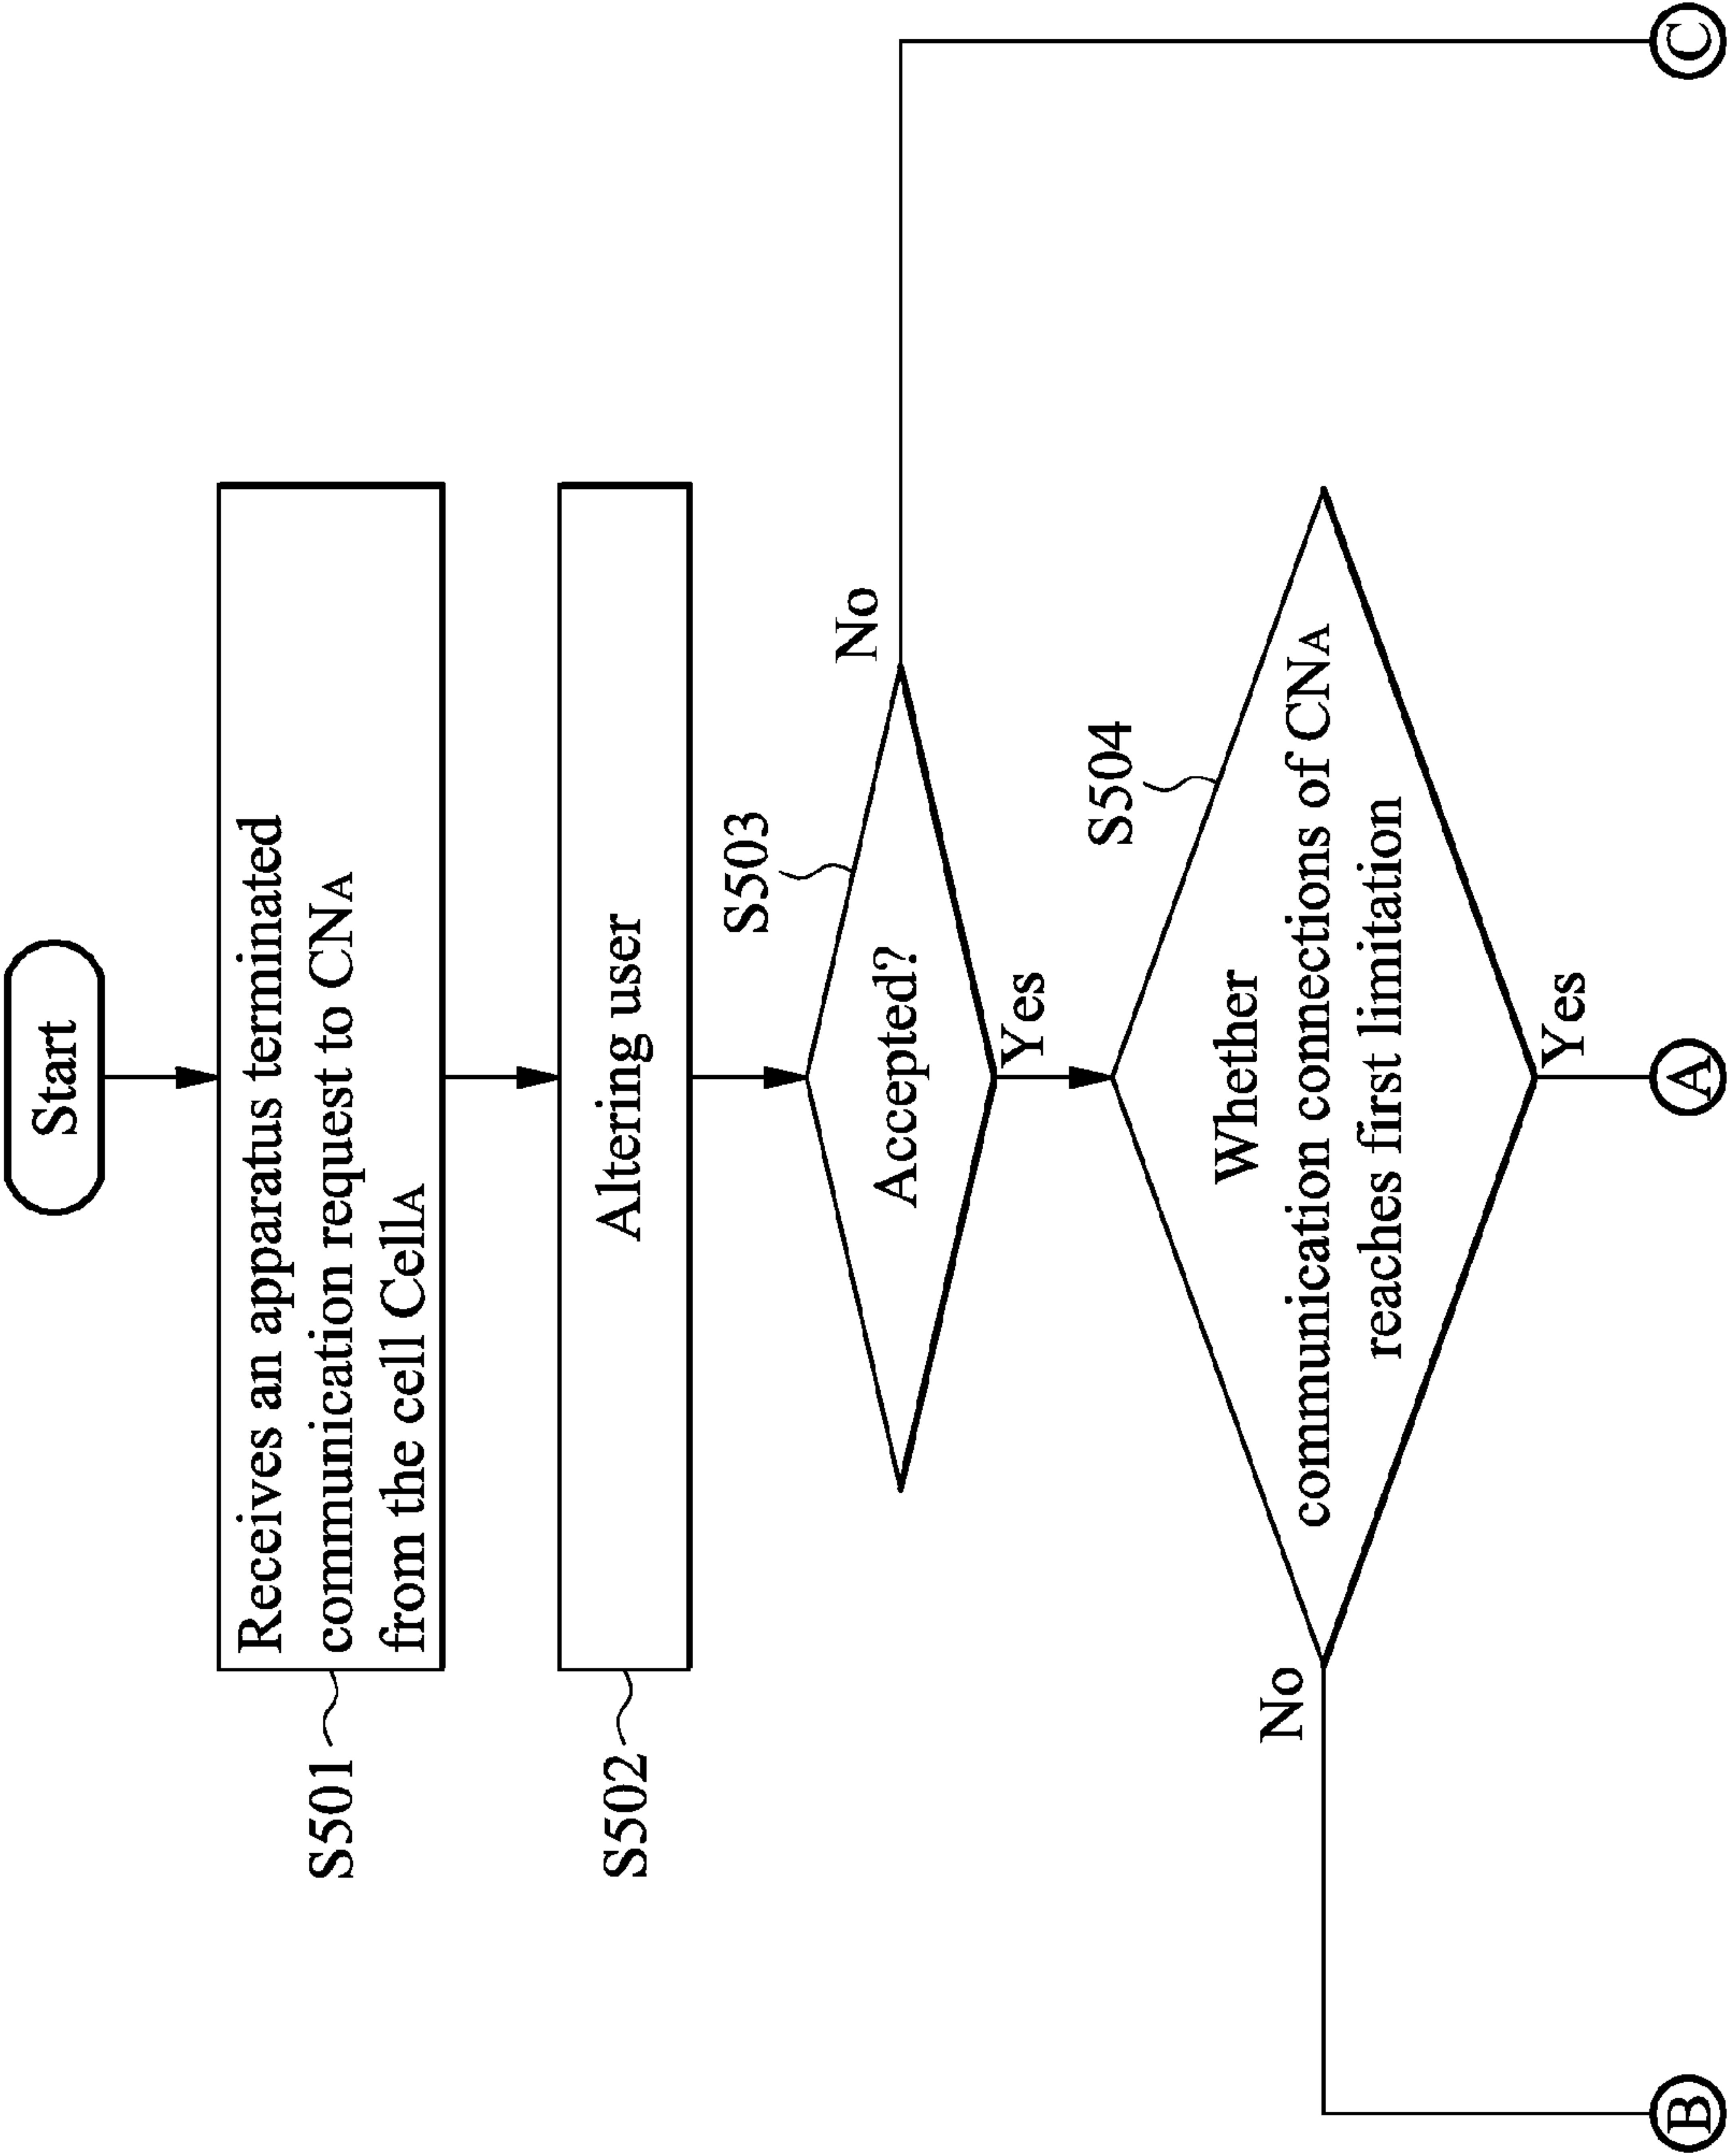 Start
Receives an apparatus terminated
communication request to CNA
from the cell CellA
S501
Altering user
S502
S503
Accepted?
No
Yes
S504
Whether
communication connections of CNA
reaches first limitation
No
Yes
B
A
C